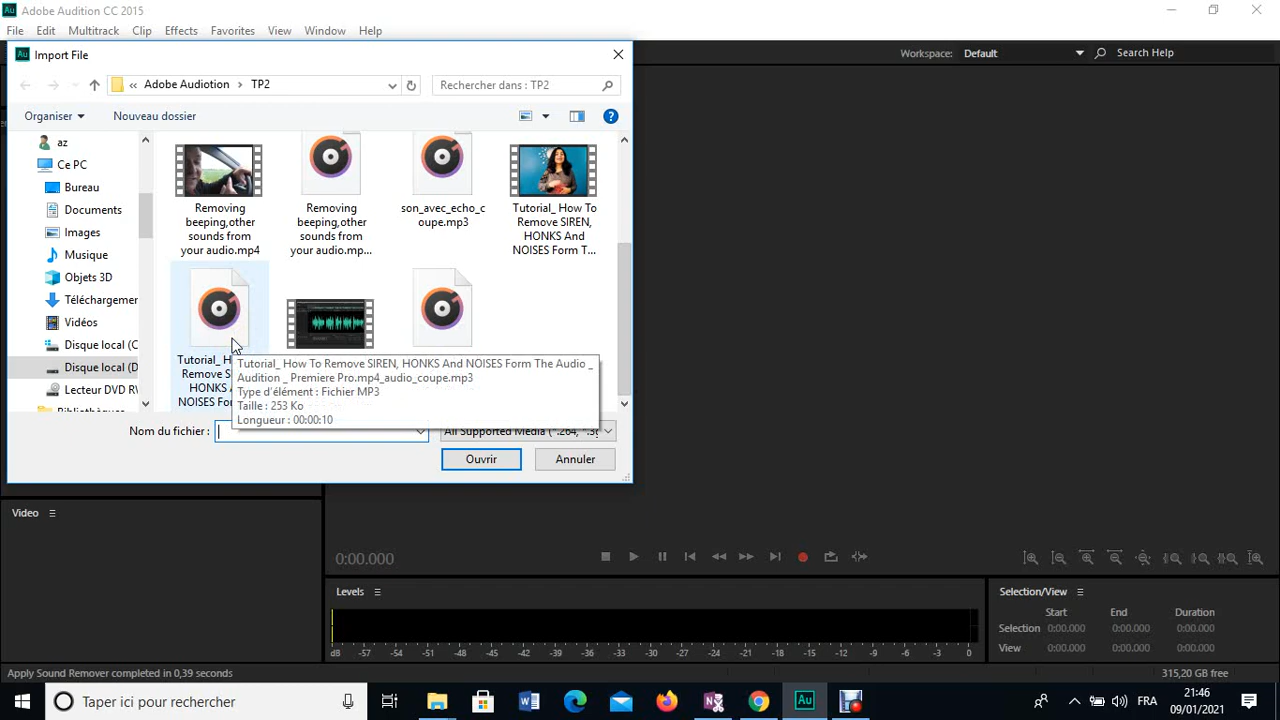 Adobe Audition CC 2015
File Edit Multitrack Clip Effects Favorites View Window Help
Import File
Workspace: Default
Search Help
« Adobe Audiotion > TP2
Rechercher dans : TP2
Organiser
Nouveau dossier
az
Ce PC
Bureau
Documents
Images
Musique
Objets 3D
Téléchargemer
Vidéos
Disque local (C
Disque local (D
Lecteur DVD RV
Removing
beeping,other
sounds from
your audio.mp4
Removing
beeping,other
sounds from
your audio.mp...
son_avec_echo_c
oupe.mp3
Tutorial_ How To
Remove SIREN,
HONKS And
NOISES Form T...
Tutorial_ H
Remove S
HONKS A
NOISES For
Tutorial_ How To Remove SIREN, HONKS And NOISES Form The Audio _
Audition _ Premiere Pro.mp4_audio_coupe.mp3
Type d'élément : Fichier MP3
Taille : 253 Ko
Longueur : 00:00:10
Nom du fichier :
All Supported Media (*.264, *.3g
Ouvrir
Annuler
Video
0:00.000
Levels
dB -57 -54 -51 -48 -45 -42 -39 -36 -33 -30 -27 -24 -21 -18 -15 -12 -9 -6 -3 0
Selection/View
Start End Duration
Selection 0:00.000 0:00.000 0:00.000
View 0:00.000 0:00.000 0:00.000
Apply Sound Remover completed in 0,39 seconds
315,20 GB free
Taper ici pour rechercher
FRA
21:46
09/01/2021